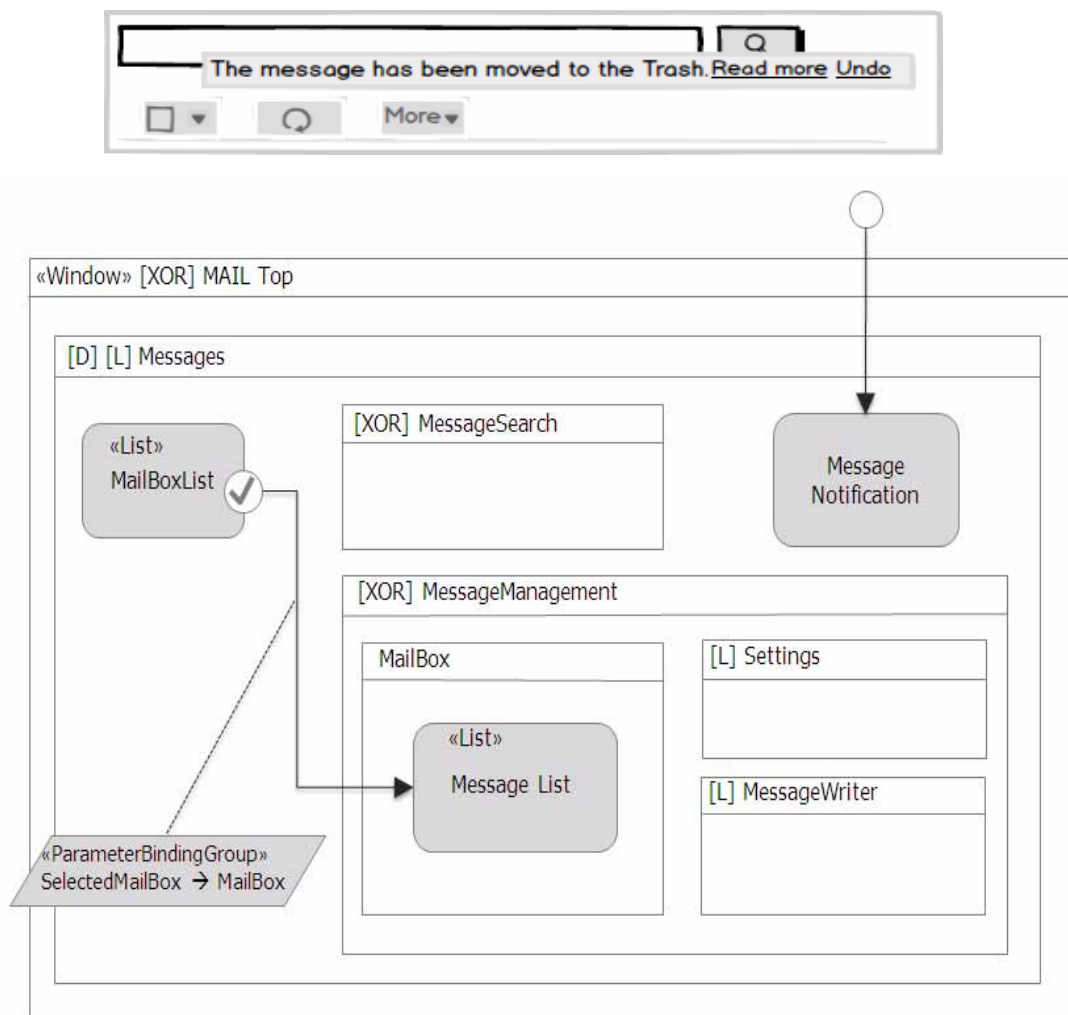 The message has been moved to the Trash. Read more Undo
More
«Window» [XOR] MAIL Top
[D] [L] Messages
«List»
MailBoxList
[XOR] MessageSearch
Message
Notification
[XOR] MessageManagement
MailBox
[L] Settings
«List»
Message List
[L] MessageWriter
«ParameterBindingGroup»
SelectedMailBox → MailBox